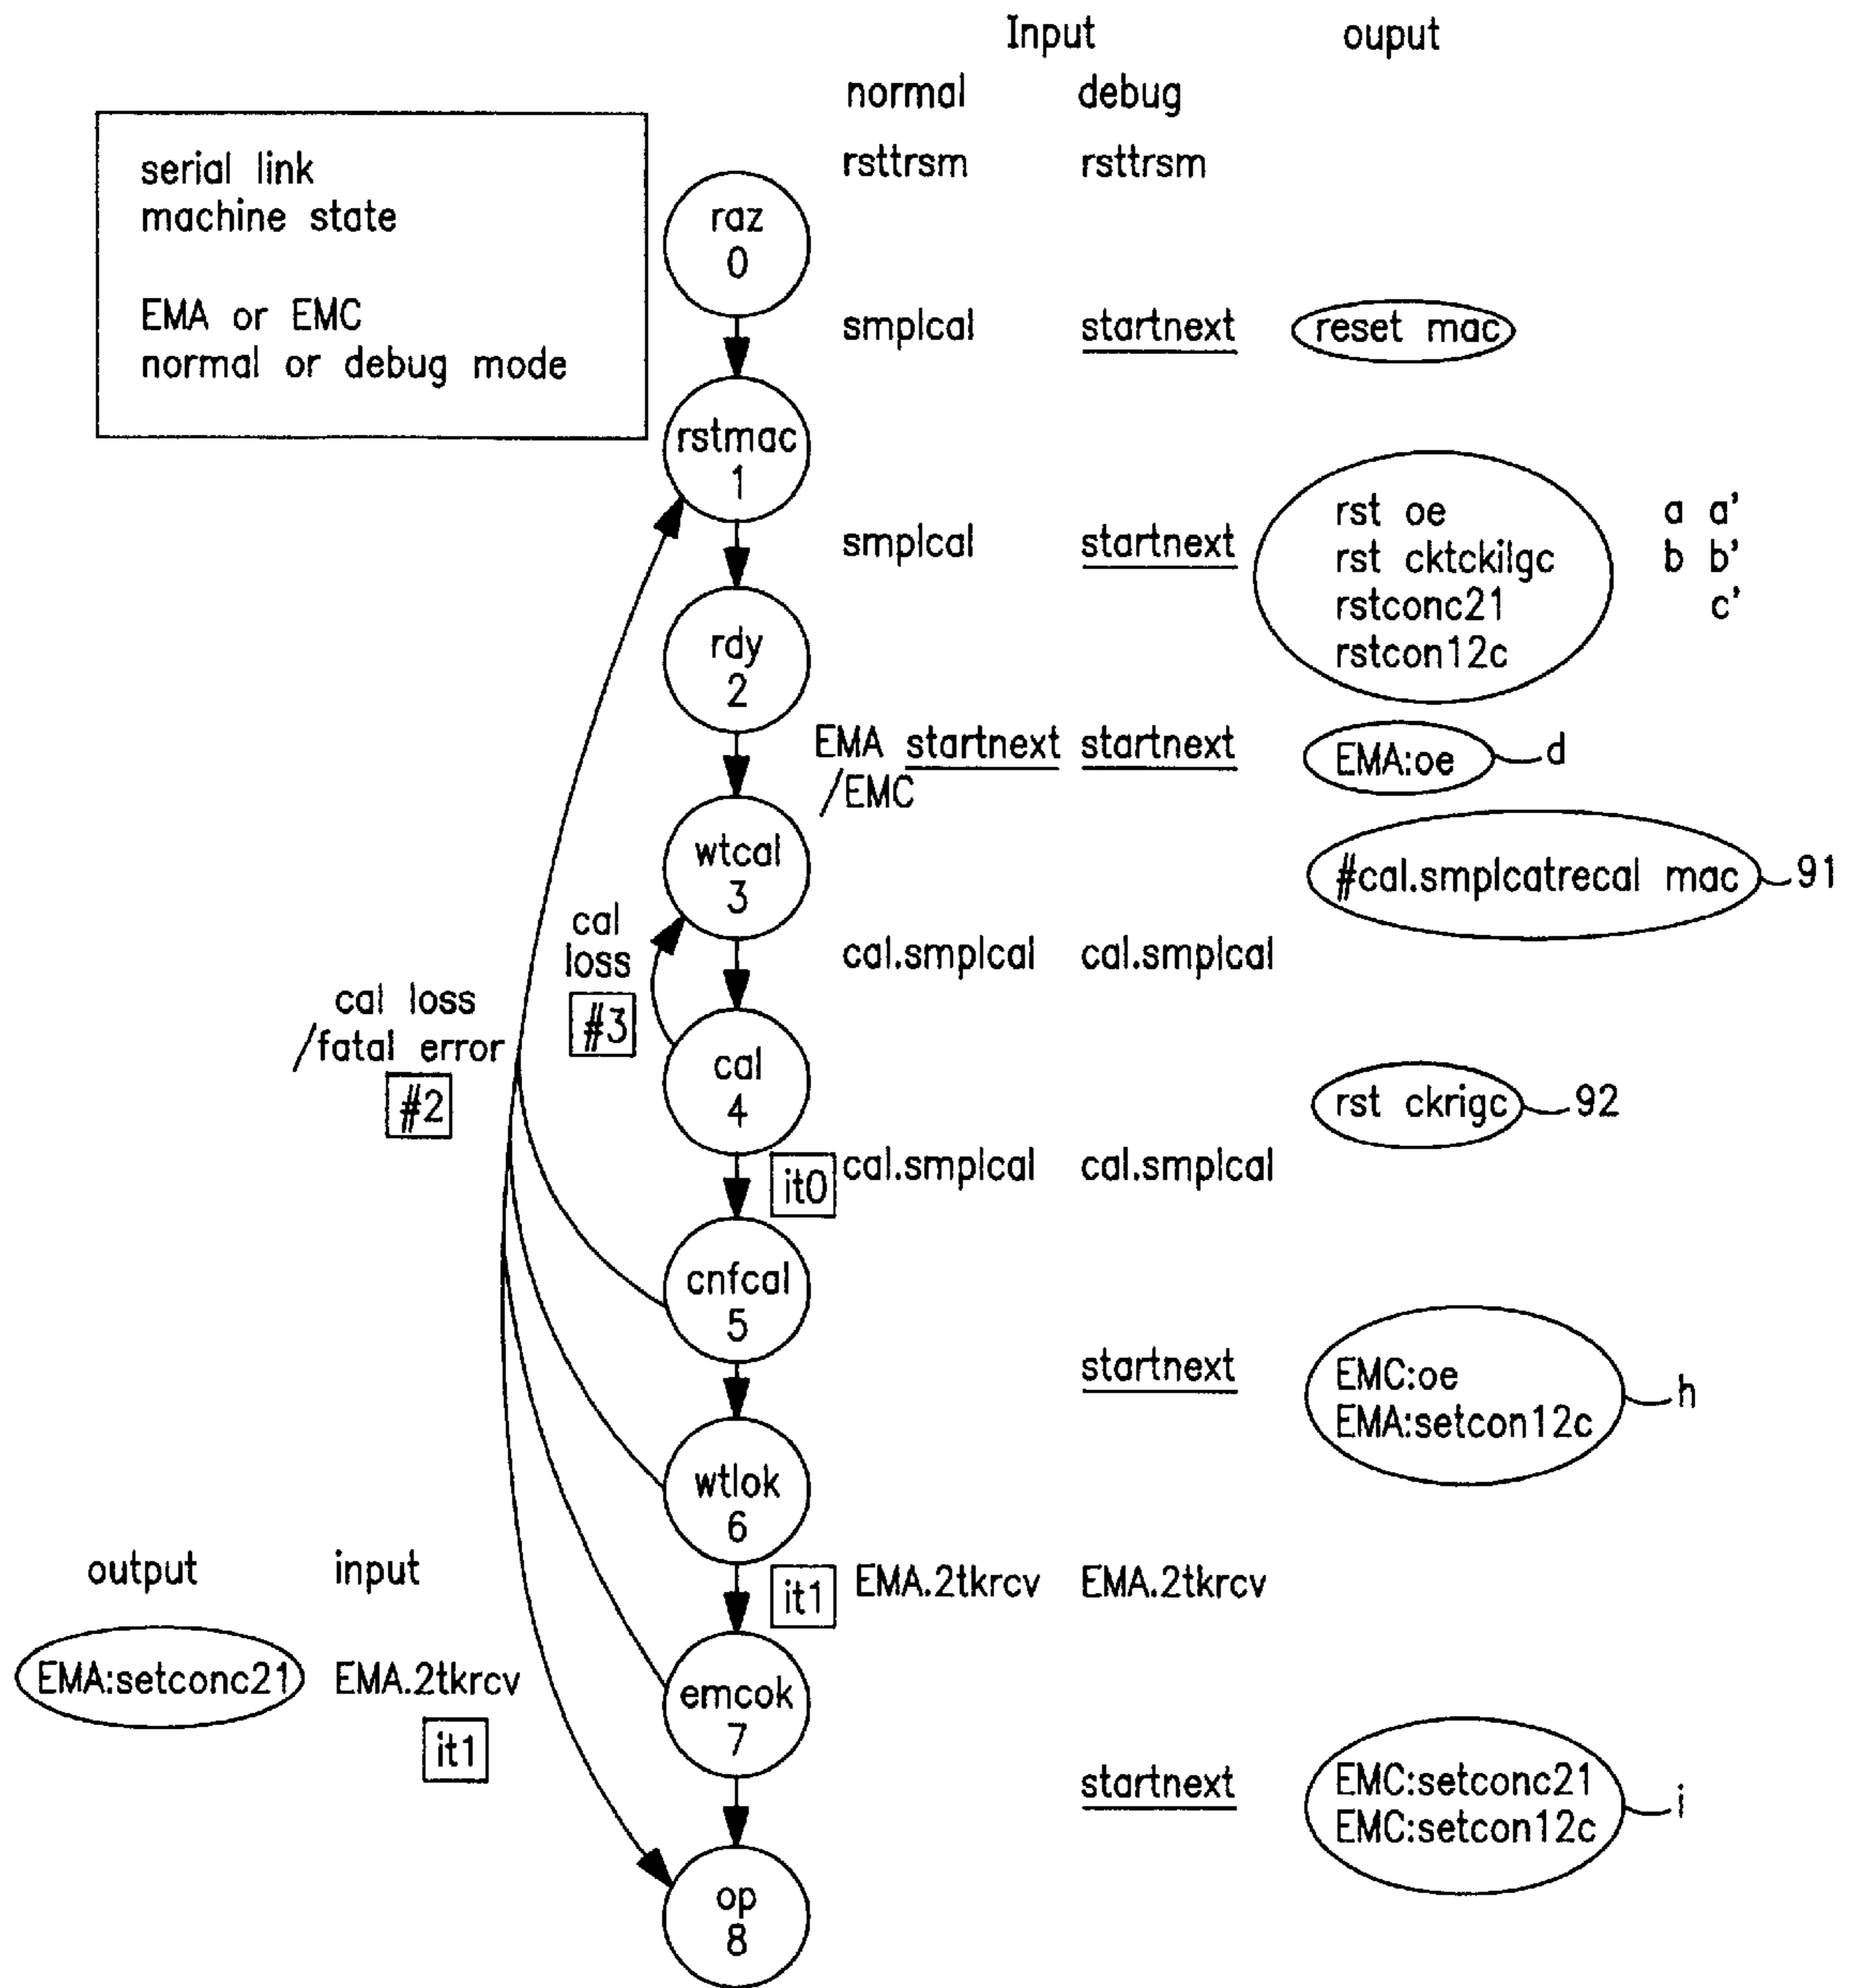 Input ouput
normal debug
rsttrsm rsttrsm
serial link
machine state
EMA or EMC
normal or debug mode
raz
0
smplcal startnext reset mac
rstmac
1
smplcal startnext
rst oe a a'
rst cktckilgc b b'
rstconc21 c'
rstcon12c
rdy
2
EMA startnext startnext EMA:oe d
/EMC
wtcal
3
#cal.smplcatrecal mac 91
cal
loss
#3
cal.smplcal cal.smplcal
cal loss
/fatal error
#2
cal
4
rst ckrigc 92
it0 cal.smplcal cal.smplcal
cnfcal
5
startnext
EMC:oe
EMA:setcon12c
h
wtlok
6
output input
it1 EMA.2tkrcv EMA.2tkrcv
EMA:setconc21 EMA.2tkrcv
it1
emcok
7
startnext
EMC:setconc21
EMC:setcon12c
i
op
8